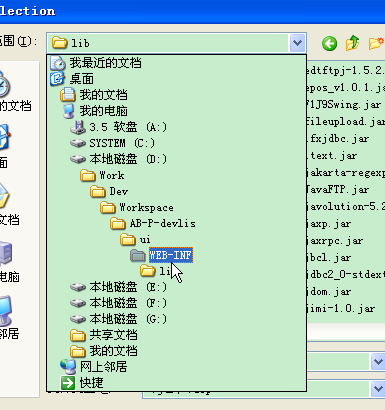 lection
范围(I):
lib
我最近的文档
桌面
我的文档
我的电脑
3.5 软盘 (A:)
SYSTEM (C:)
本地磁盘 (D:)
Work
Dev
Workspace
AB-P-devlis
ui
WEB-INF
li
本地磁盘 (E:)
本地磁盘 (F:)
本地磁盘 (G:)
共享文档
我的文档
网上邻居
快捷
的文档
面
文档
电脑
邻居
edtftpj-1.5.2.
epos_v1.0.1.ja
F1J9Swing.jar
fileupload.jar
.fxjdbc.jar
.text.jar
jakarta-regexp
JavaFTP.jar
javolution-5.2
jaxp.jar
jaxrpc.jar
jbcl.jar
jdbc2_0-stdext
jdom.jar
jimi-1.0.jar